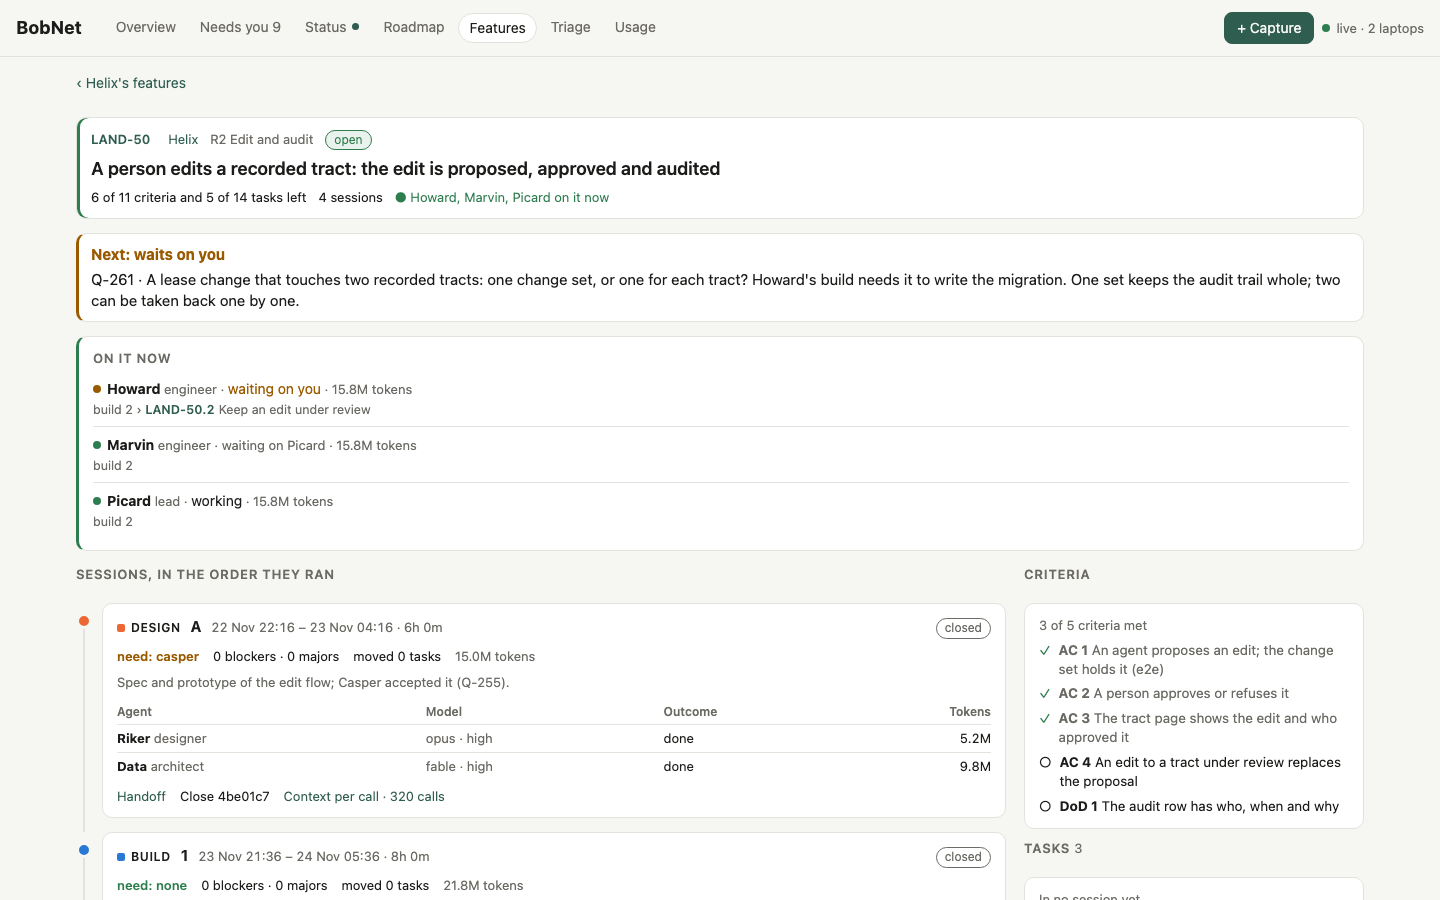 BobNet
Overview
Needs you 9
Status
Roadmap
Features
Triage
Usage
+ Capture
live · 2 laptops
‹ Helix's features
LAND-50 Helix R2 Edit and audit open
A person edits a recorded tract: the edit is proposed, approved and audited
6 of 11 criteria and 5 of 14 tasks left 4 sessions Howard, Marvin, Picard on it now
Next: waits on you
Q-261 · A lease change that touches two recorded tracts: one change set, or one for each tract? Howard's build needs it to write the migration. One set keeps the audit trail whole; two
can be taken back one by one.
ON IT NOW
Howard engineer · waiting on you · 15.8M tokens
build 2 › LAND-50.2 Keep an edit under review
Marvin engineer · waiting on Picard · 15.8M tokens
build 2
Picard lead · working · 15.8M tokens
build 2
SESSIONS, IN THE ORDER THEY RAN
DESIGN A 22 Nov 22:16 – 23 Nov 04:16 · 6h 0m closed
need: casper 0 blockers · 0 majors moved 0 tasks 15.0M tokens
Spec and prototype of the edit flow; Casper accepted it (Q-255).
Agent Model Outcome Tokens
Riker designer opus · high done 5.2M
Data architect fable · high done 9.8M
Handoff Close 4be01c7 Context per call · 320 calls
BUILD 1 23 Nov 21:36 – 24 Nov 05:36 · 8h 0m closed
need: none 0 blockers · 0 majors moved 0 tasks 21.8M tokens
CRITERIA
3 of 5 criteria met
✓ AC 1 An agent proposes an edit; the change
set holds it (e2e)
✓ AC 2 A person approves or refuses it
✓ AC 3 The tract page shows the edit and who
approved it
AC 4 An edit to a tract under review replaces
the proposal
DoD 1 The audit row has who, when and why
TASKS 3
In no session yet